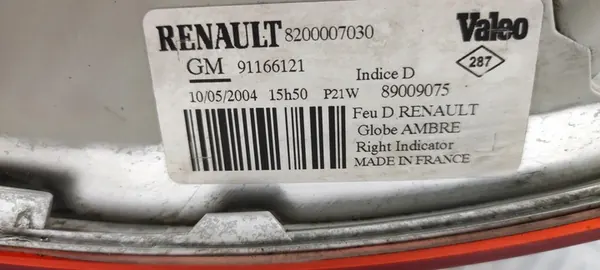 RENAULT 8200007030 Valeo
GM 91166121 Indice D 287
10/05/2004 15h50 P21W 89009075
Feu D RENAULT
Globe AMBRE
Right Indicator
MADE IN FRANCE